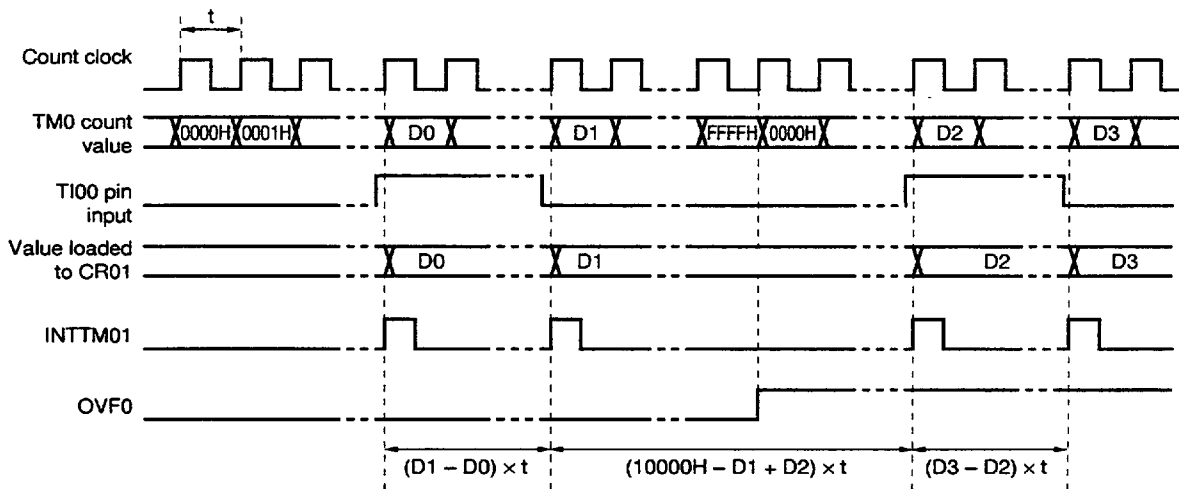 t
Count clock
TM0 count value
0000H 0001H D0 D1 FFFFH 0000H D2 D3
TI00 pin input
Value loaded to CR01
D0 D1 D2 D3
INTTM01
OVF0
(D1 – D0) × t (10000H – D1 + D2) × t (D3 – D2) × t